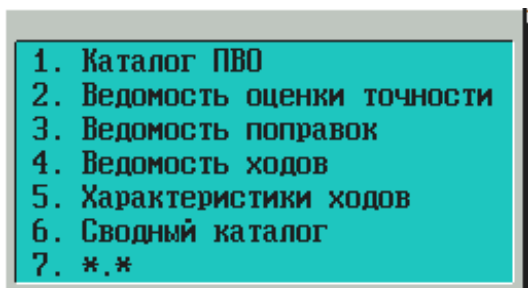 1. Каталог ПВО
2. Ведомость оценки точности
3. Ведомость поправок
4. Ведомость ходов
5. Характеристики ходов
6. Сводный каталог
7. *.*